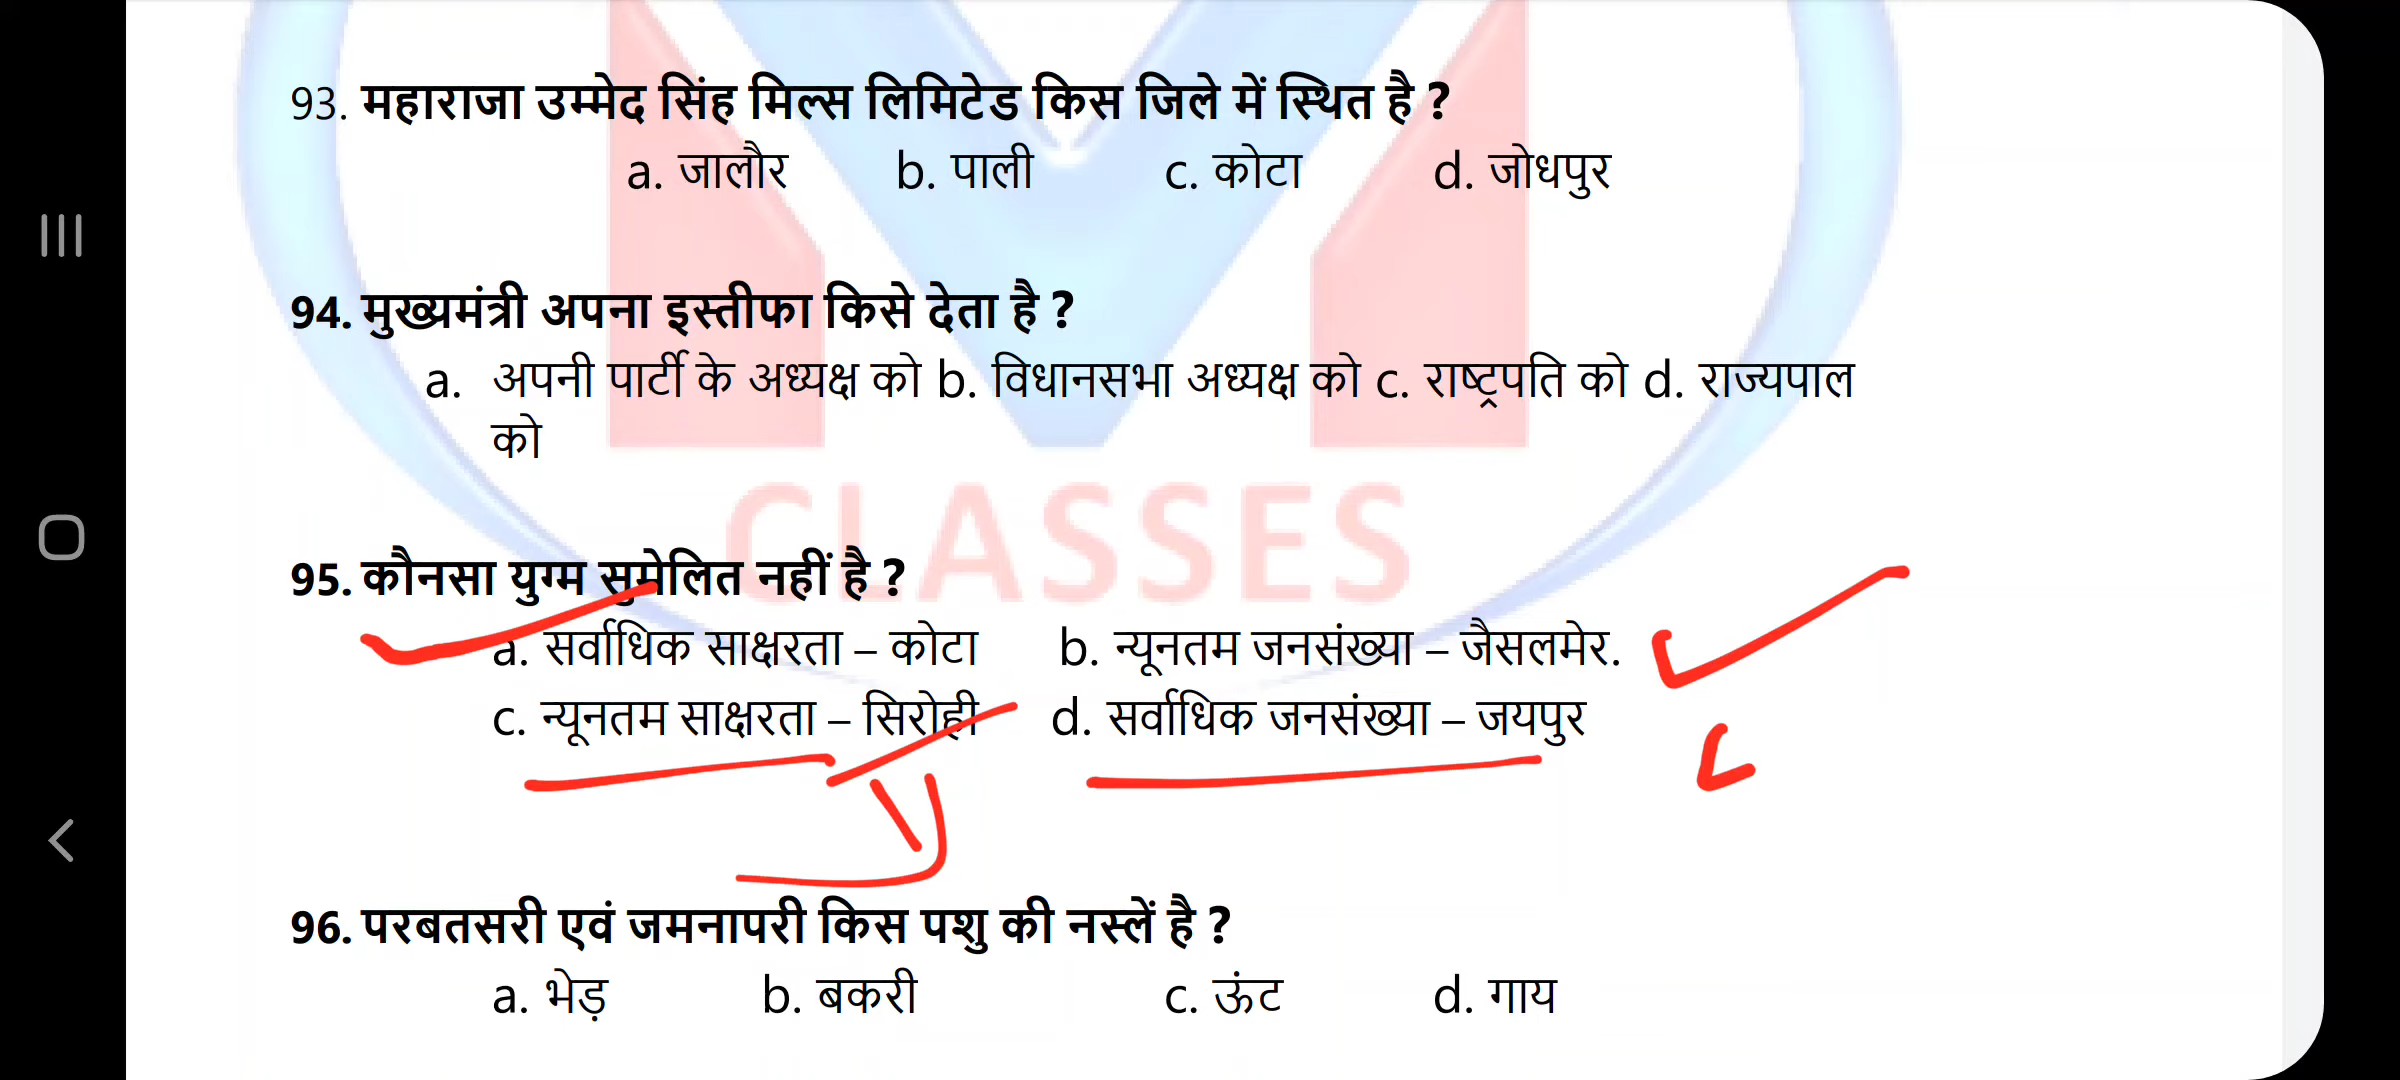 93. महाराजा उम्मेद सिंह मिल्स लिमिटेड किस जिले में स्थित है ?
a. जालौर b. पाली c. कोटा d. जोधपुर
94. मुख्यमंत्री अपना इस्तीफा किसे देता है ?
a. अपनी पार्टी के अध्यक्ष को b. विधानसभा अध्यक्ष को c. राष्ट्रपति को d. राज्यपाल
को
CLASSES
95. कौनसा युग्म सुमेलित नहीं है ?
a. सर्वाधिक साक्षरता – कोटा b. न्यूनतम जनसंख्या – जैसलमेर.
c. न्यूनतम साक्षरता – सिरोही d. सर्वाधिक जनसंख्या – जयपुर
96. परबतसरी एवं जमनापरी किस पशु की नस्लें है ?
a. भेड़ b. बकरी c. ऊंट d. गाय